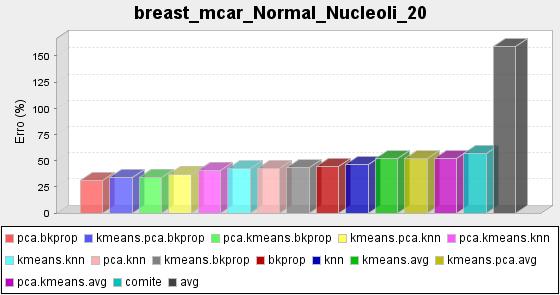 breast_mcar_Normal_Nucleoli_20
Erro (%)
150
125
100
75
50
25
0
pca.bkprop kmeans.pca.bkprop pca.kmeans.bkprop kmeans.pca.knn pca.kmeans.knn
kmeans.knn pca.knn kmeans.bkprop bkprop knn kmeans.avg kmeans.pca.avg
pca.kmeans.avg comite avg